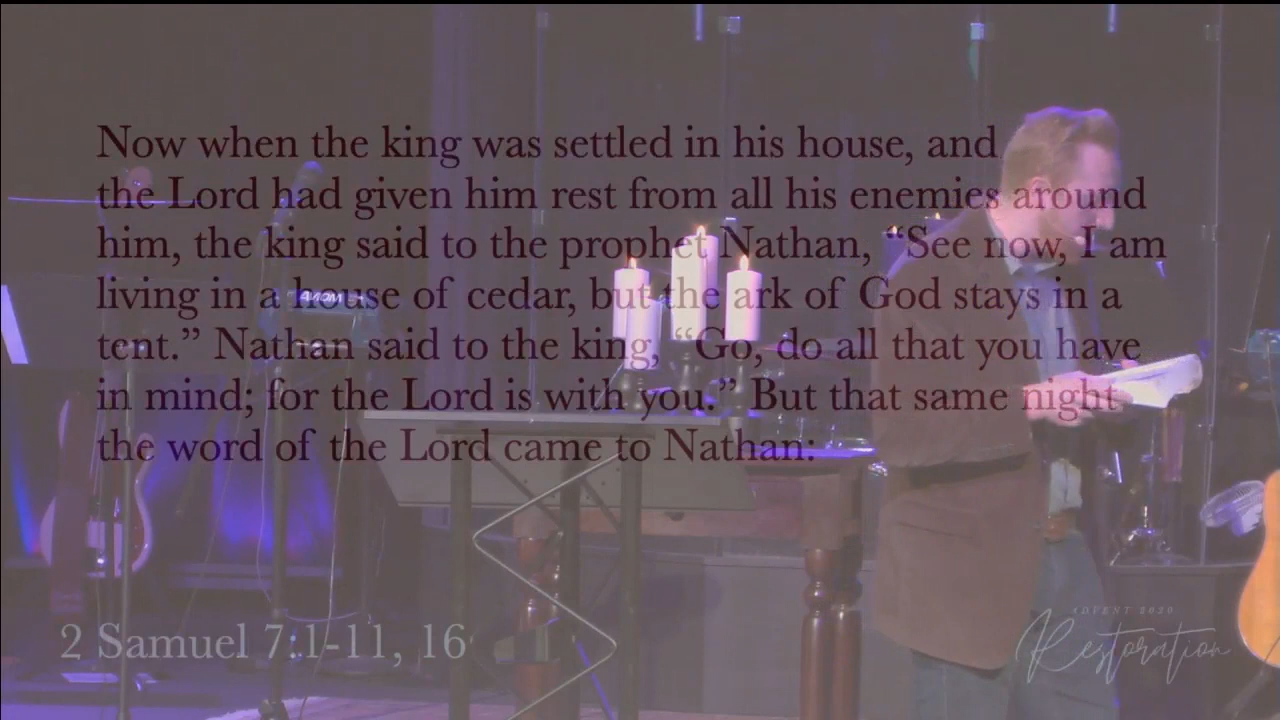 Now when the king was settled in his house, and
the Lord had given him rest from all his enemies around
him, the king said to the prophet Nathan, “See now, I am
living in a house of cedar, but the ark of God stays in a
tent.” Nathan said to the king, “Go, do all that you have
in mind; for the Lord is with you.” But that same night
the word of the Lord came to Nathan:
2 Samuel 7:1-11, 16
ADVENT 2020
Restoration